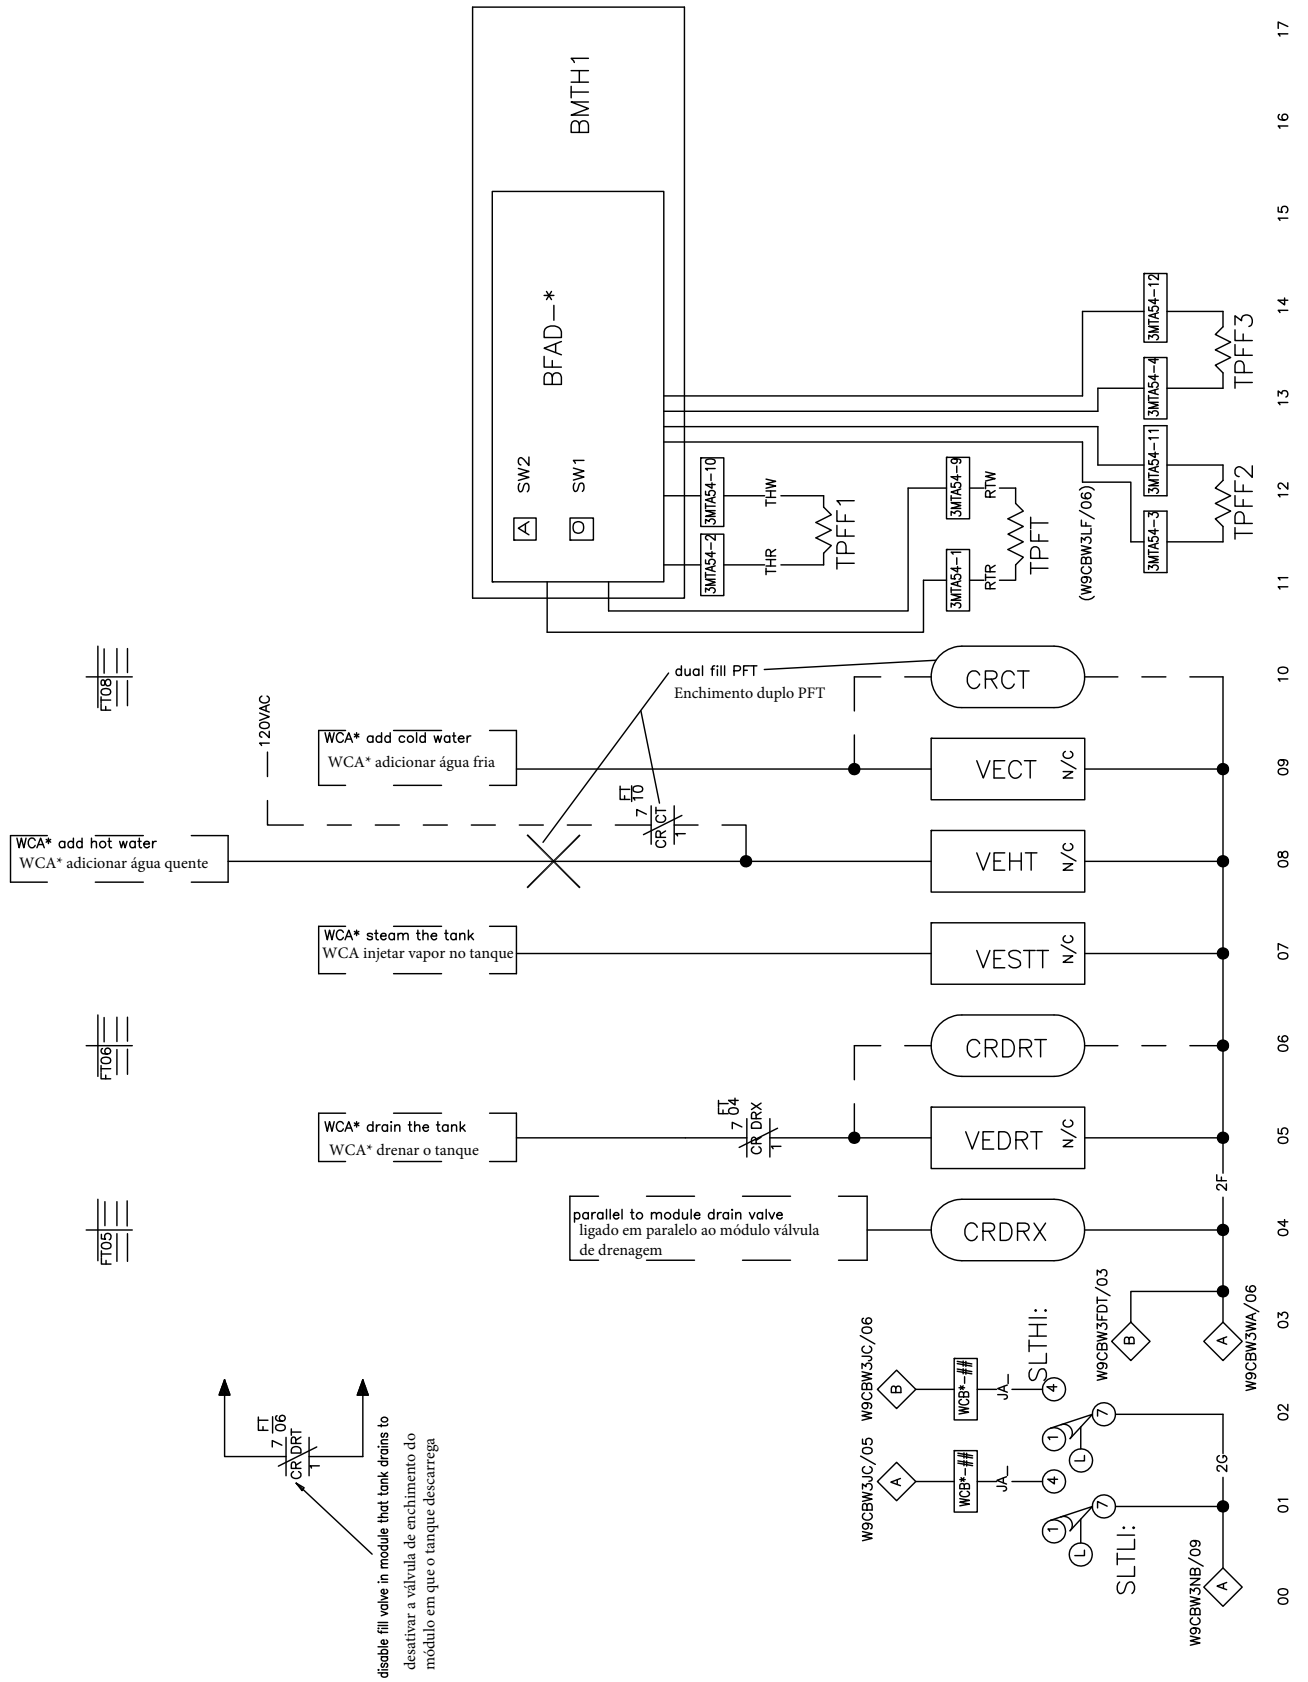 BMTH1
BFAD-*
SW2
A
SW1
O
3MTA54-10
3MTA54-2
THW
THR
TPFF1
3MTA54-9
3MTA54-1
RTW
RTR
TPFT
(W9CBW3LF/06)
3MTA54-12
3MTA54-4
3MTA54-11
3MTA54-3
TPFF3
TPFF2
17
16
15
14
13
12
11
FT08
120VAC
dual fill PFT
Enchimento duplo PFT
CRCT
10
WCA* add cold water
WCA* adicionar água fria
VECT
N/C
09
FT
10
7
CRCT
1
WCA* add hot water
WCA* adicionar água quente
VEHT
N/C
08
WCA* steam the tank
WCA injetar vapor no tanque
VESTT
N/C
07
FT06
CRDRT
06
FT
04
7
CRDRX
1
WCA* drain the tank
WCA* drenar o tanque
VEDRT
N/C
05
2F
FT05
parallel to module drain valve
ligado em paralelo ao módulo válvula
de drenagem
CRDRX
04
W9CBW3FDT/03
B
A
W9CBW3WA/06
03
FT
06
7
CRDRT
1
disable fill valve in module that tank drains to
desativar a válvula de enchimento do
módulo em que o tanque descarrega
W9CBW3JC/06
B
WCB*-##
JA_
4
SLTHI:
1
L
7
02
W9CBW3JC/05
A
WCB*-##
JA_
4
1
L
7
SLTLI:
2G
01
W9CBW3NB/09
A
00